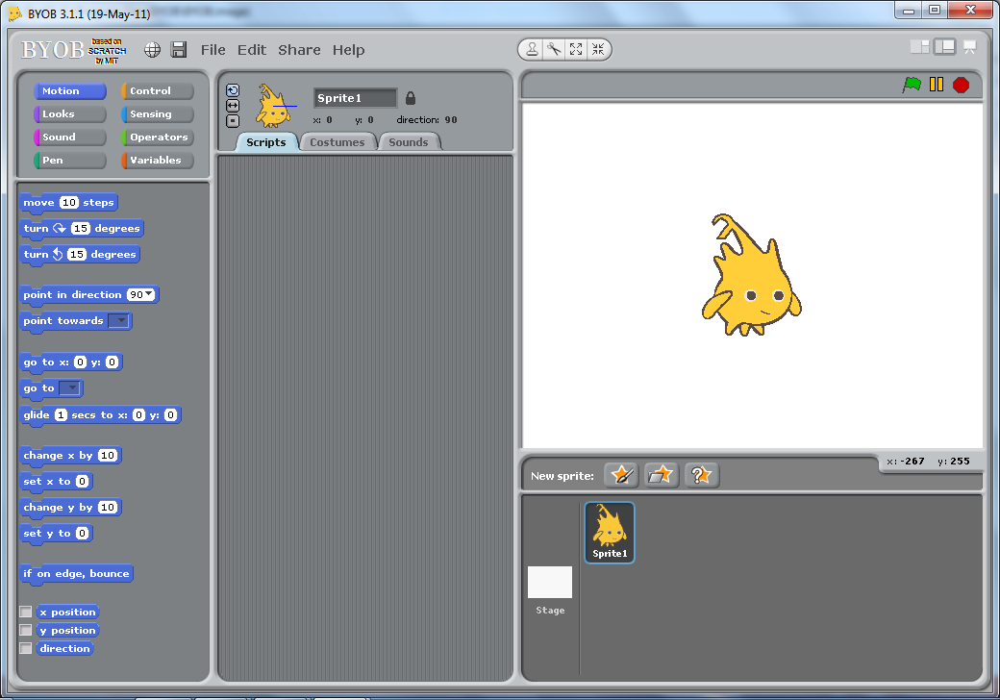 BYOB 3.1.1 (19-May-11)
BYOB
based on
SCRATCH
by MIT
File Edit Share Help
Motion Control
Looks Sensing
Sound Operators
Pen Variables
Sprite1
x: 0 y: 0 direction: 90
Scripts Costumes Sounds
move 10 steps
turn 15 degrees
turn 15 degrees
point in direction 90
point towards
go to x: 0 y: 0
go to
glide 1 secs to x: 0 y: 0
change x by 10
set x to 0
change y by 10
set y to 0
if on edge, bounce
x position
y position
direction
x: -267 y: 255
New sprite:
Sprite1
Stage